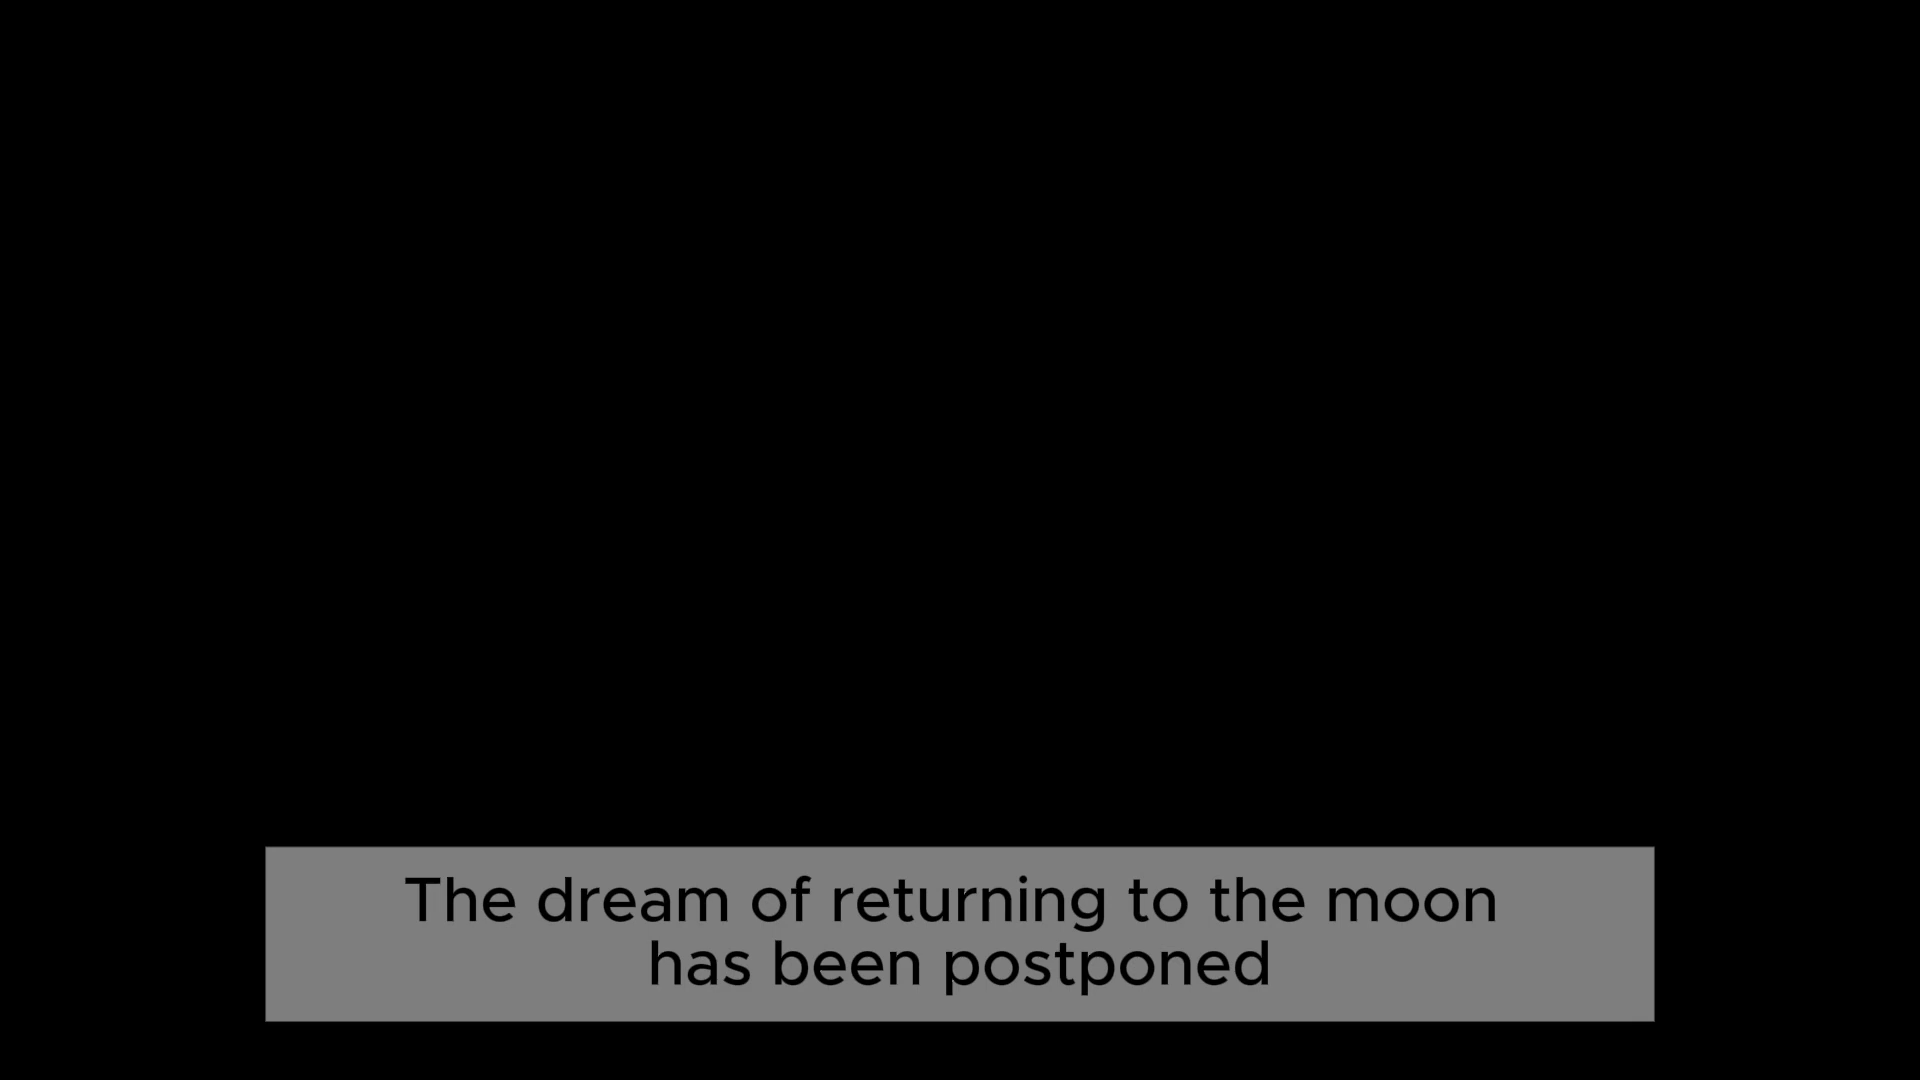 The dream of returning to the moon
has been postponed